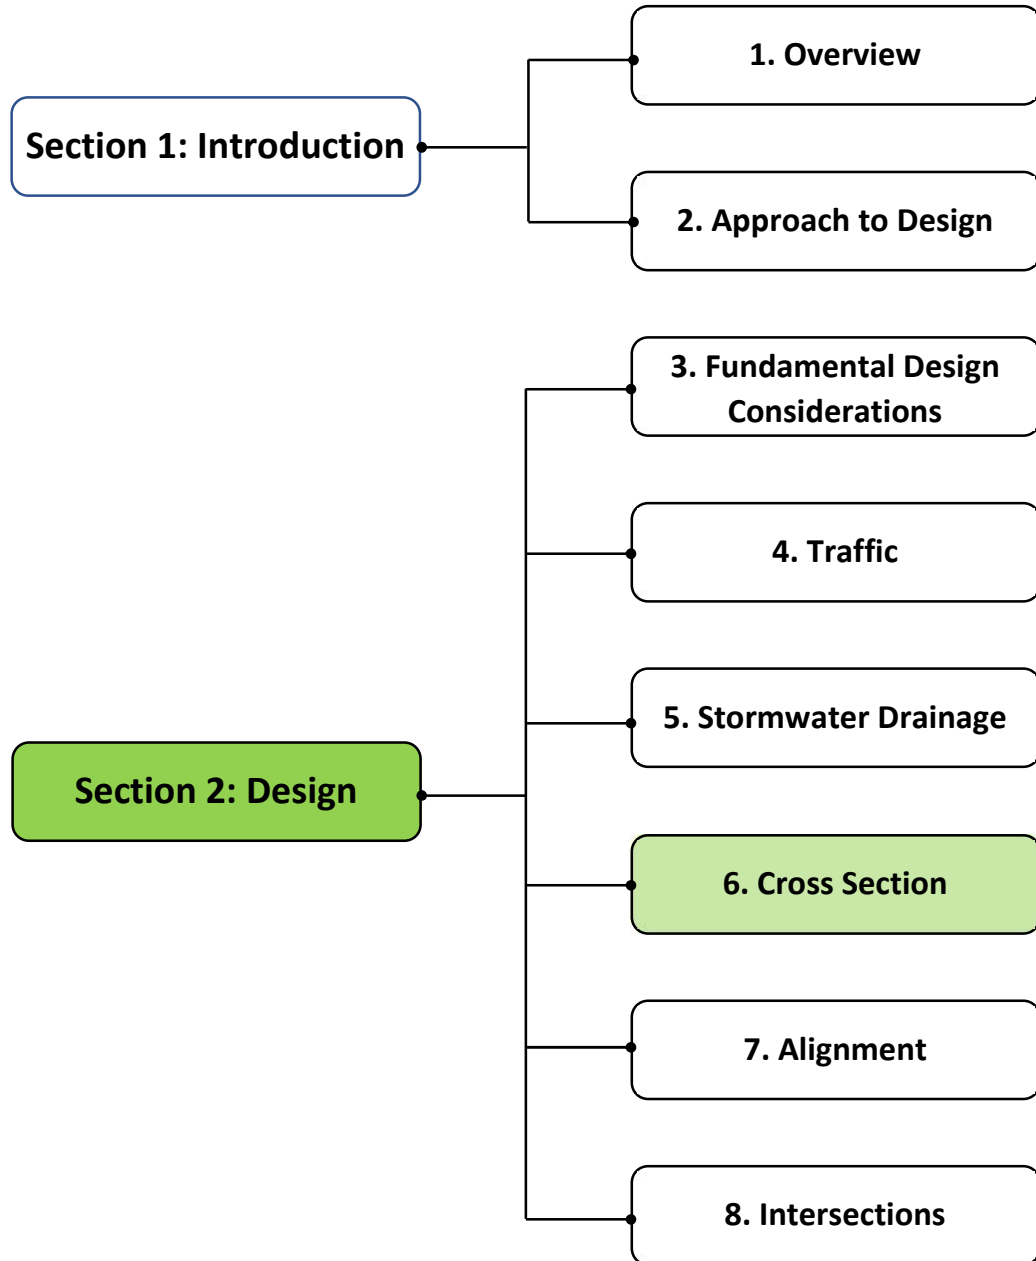 Section 1: Introduction
1. Overview
2. Approach to Design
Section 2: Design
3. Fundamental Design
Considerations
4. Traffic
5. Stormwater Drainage
6. Cross Section
7. Alignment
8. Intersections